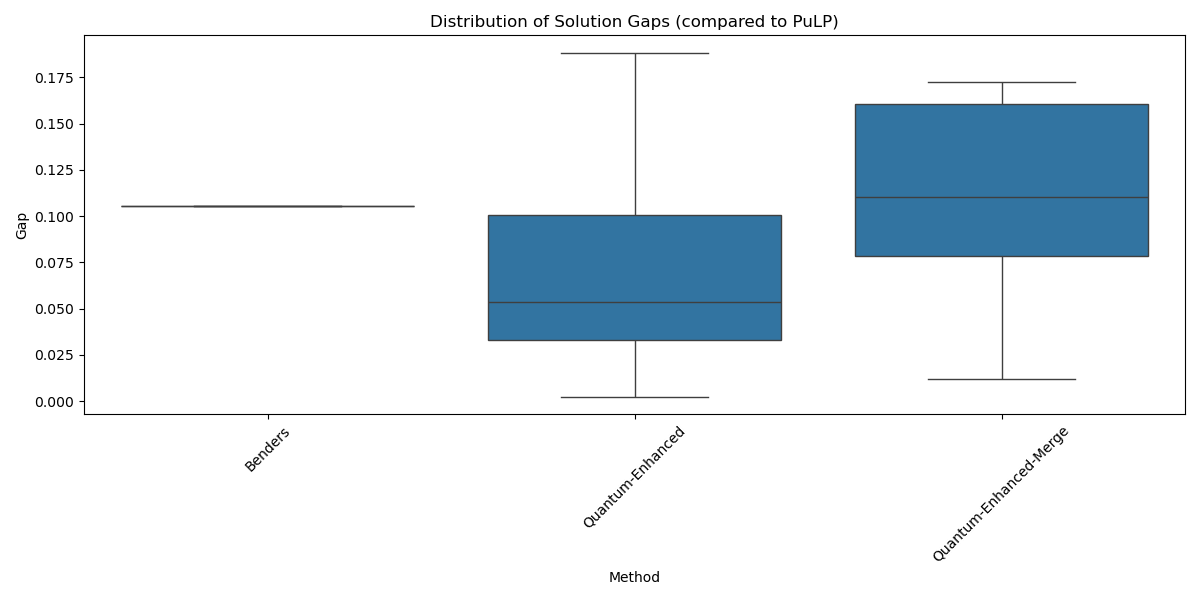 Distribution of Solution Gaps (compared to PuLP)
Gap
0.175
0.150
0.125
0.100
0.075
0.050
0.025
0.000
Benders
Quantum-Enhanced
Quantum-Enhanced-Merge
Method